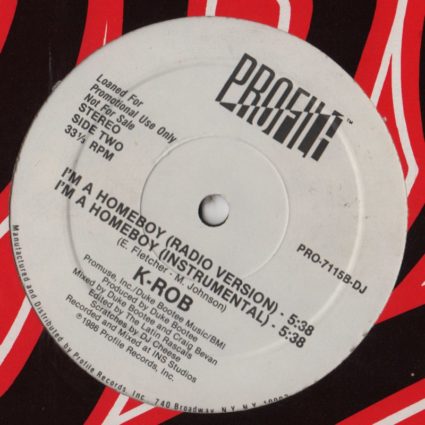 PROFILE ™
Loaned For
Promotional Use Only
Not For Sale
STEREO
SIDE TWO
33⅓ RPM
PRO-7115B-DJ
I'M A HOMEBOY (RADIO VERSION) - 5:38
I'M A HOMEBOY (INSTRUMENTAL) - 5:38
(E. Fletcher - M. Johnson)
K-ROB
Promuse, Inc./Duke Bootee Music/BMI
Produced by Duke Bootee
Mixed by Duke Bootee and Craig Bevan
Edited by The Latin Rascals
Scratches by DJ Cheese
Recorded and Mixed at INS Studios
℗ 1986 Profile Records, Inc.
Manufactured and Distributed by Profile Records, Inc. 740 Broadway, N.Y., N.Y. 10003